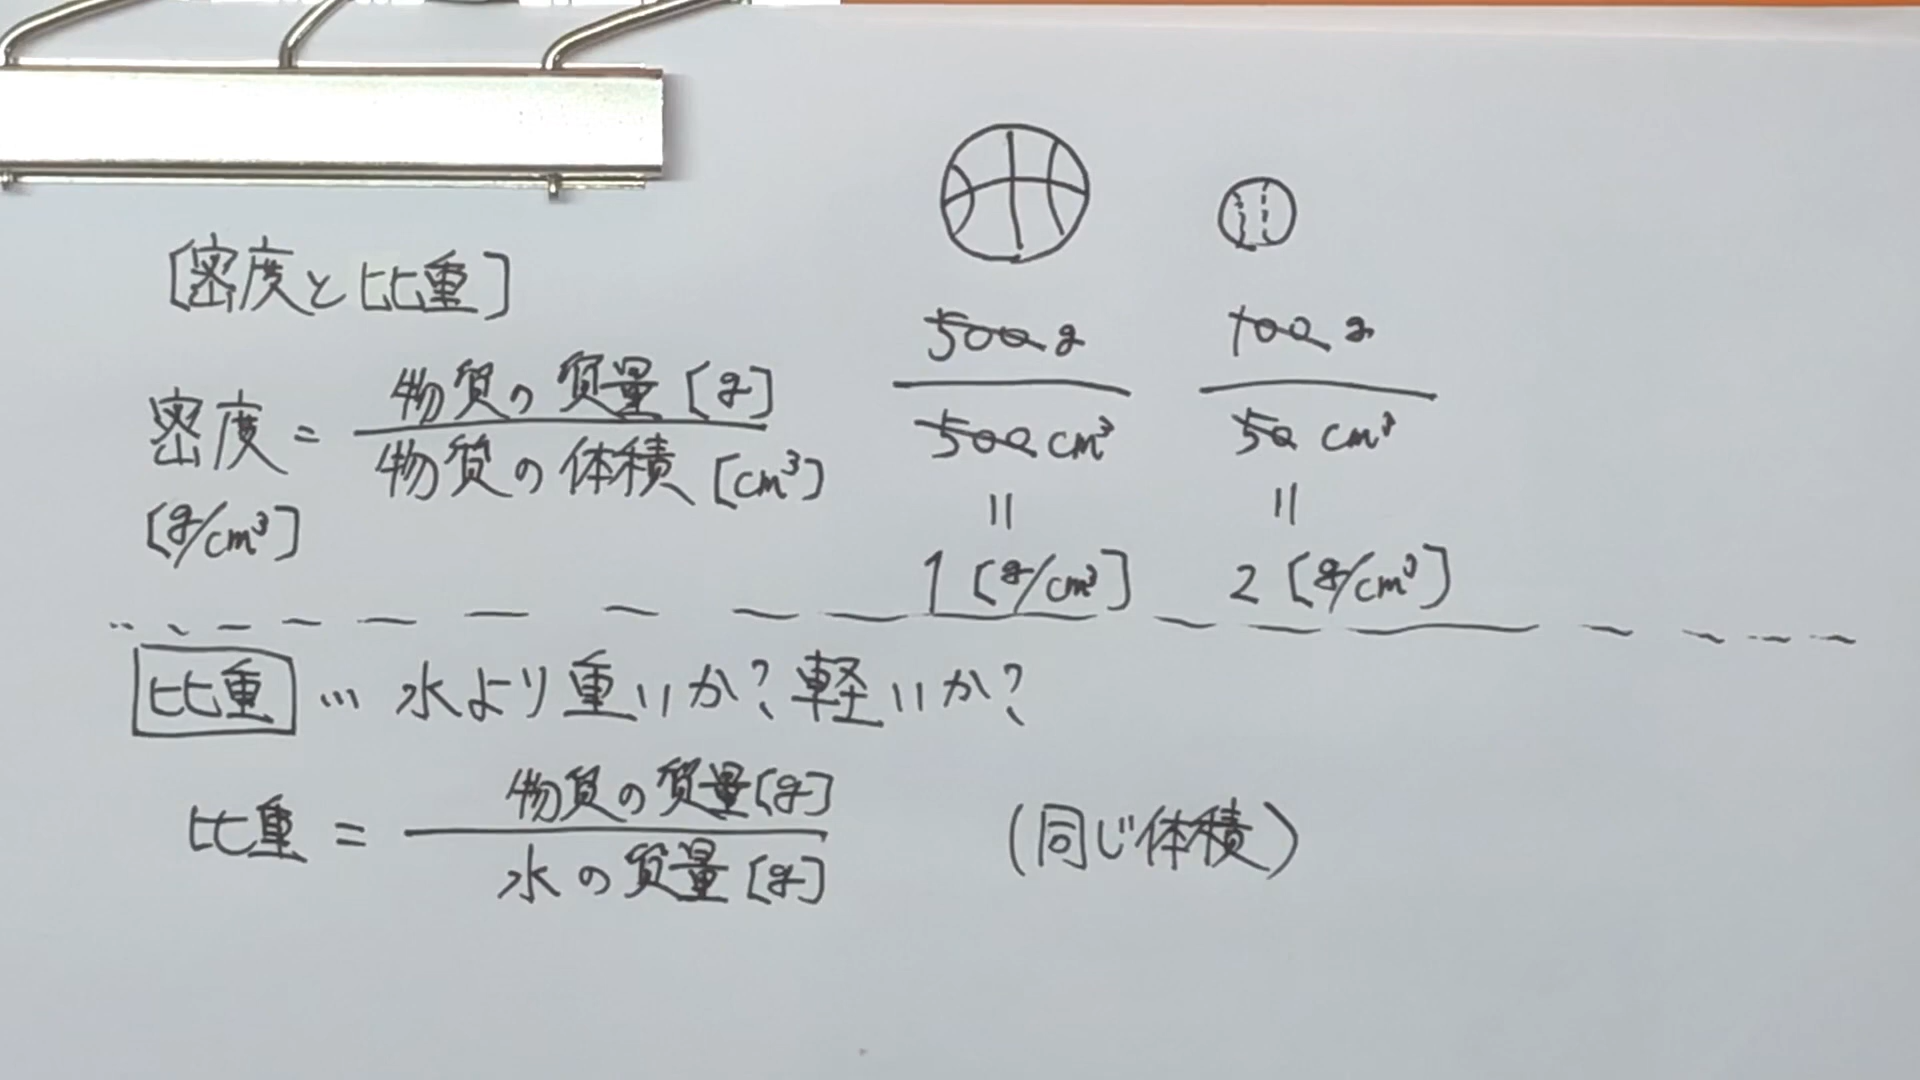 [密度と比重]
密度 = 物質の質量[g]
物質の体積[cm³]
[g/cm³]
500g
500cm³
=
1 [g/cm³]
100g
50cm³
=
2 [g/cm³]
比重 … 水より重いか?軽いか?
比重 = 物質の質量[g]
水の質量[g]
(同じ体積)